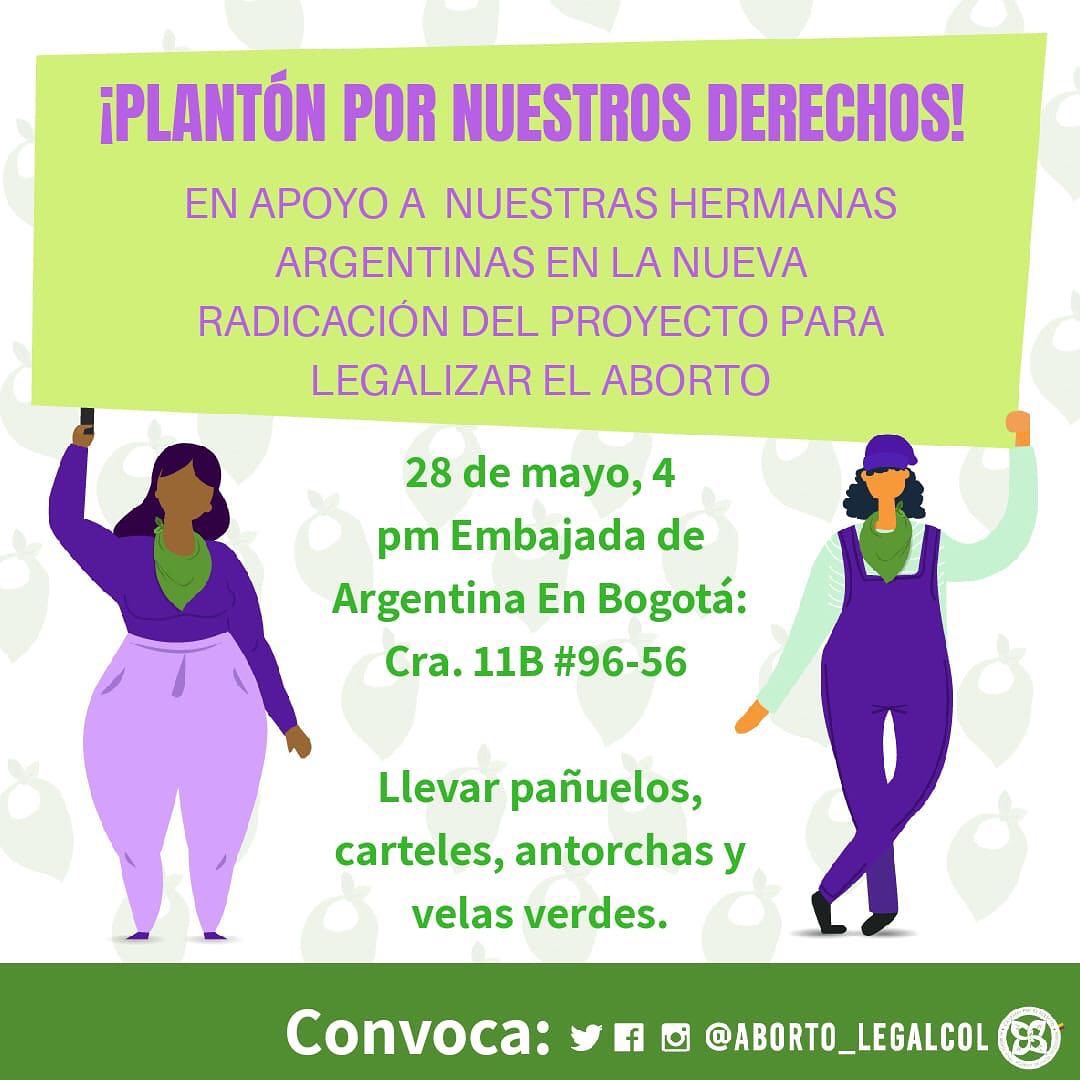 ¡PLANTÓN POR NUESTROS DERECHOS!
EN APOYO A NUESTRAS HERMANAS
ARGENTINAS EN LA NUEVA
RADICACIÓN DEL PROYECTO PARA
LEGALIZAR EL ABORTO
28 de mayo, 4
pm Embajada de
Argentina En Bogotá:
Cra. 11B #96-56
Llevar pañuelos,
carteles, antorchas y
velas verdes.
Convoca: @ABORTO_LEGALCOL